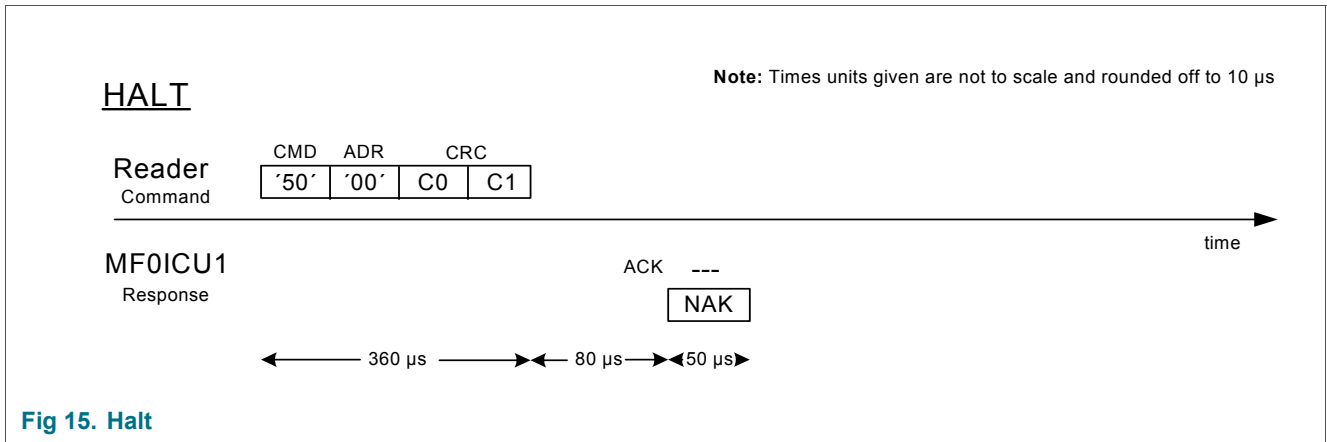 Note: Times units given are not to scale and rounded off to 10 µs
HALT
CMD ADR CRC
Reader ´50´ ´00´ C0 C1
Command
time
MF0ICU1
ACK ---
Response
NAK
360 µs 80 µs 50 µs
Fig 15. Halt